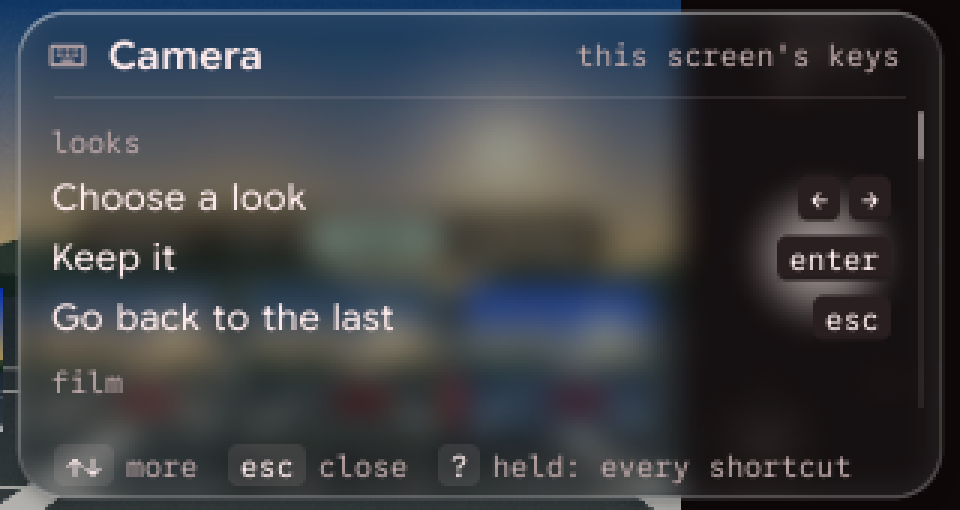 Camera this screen's keys
looks
Choose a look ← →
Keep it enter
Go back to the last esc
film
↑↓ more esc close ? held: every shortcut